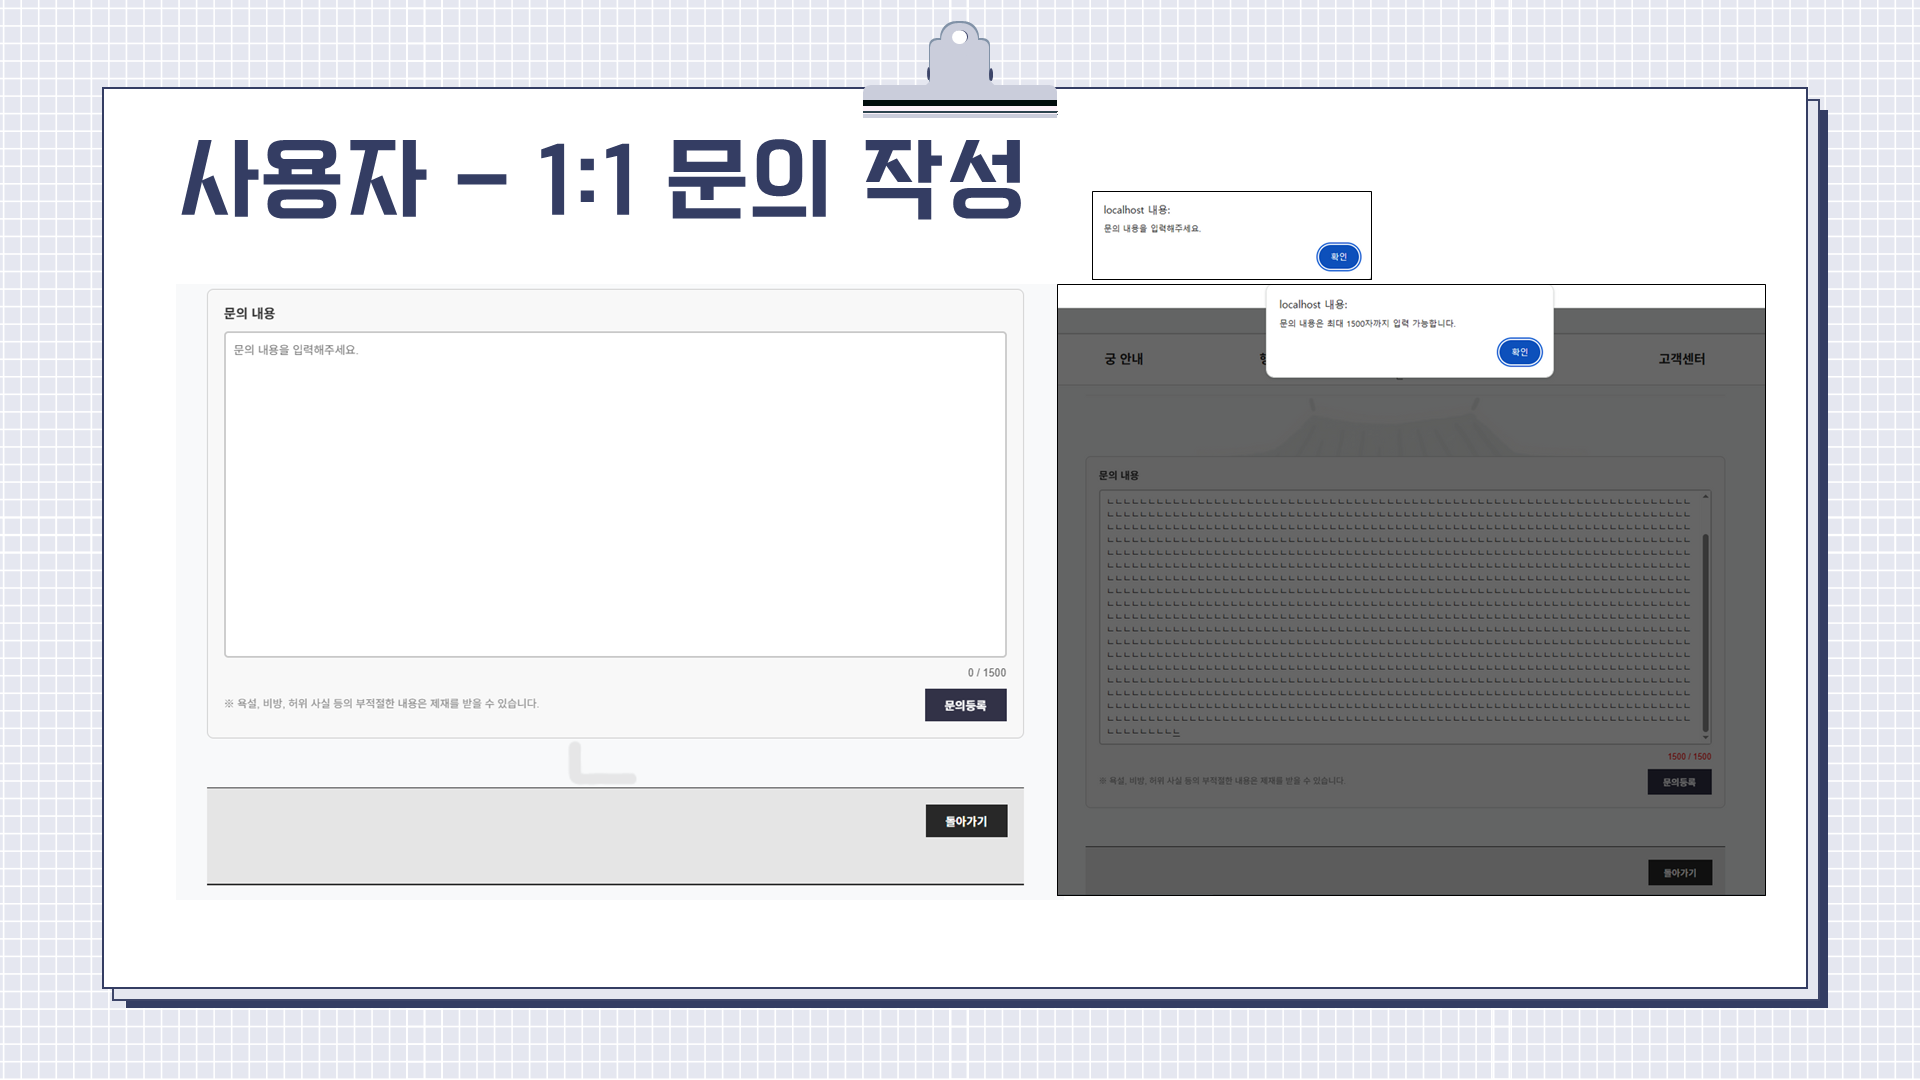 사용자 - 1:1 문의 작성
localhost 내용:
문의 내용을 입력해주세요.
확인
문의 내용
문의 내용을 입력해주세요.
0 / 1500
※ 욕설, 비방, 허위 사실 등의 부적절한 내용은 제재를 받을 수 있습니다.
문의등록
돌아가기
localhost 내용:
문의 내용은 최대 1500자까지 입력 가능합니다.
확인
궁 안내
고객센터
문의 내용
1500 / 1500
※ 욕설, 비방, 허위 사실 등의 부적절한 내용은 제재를 받을 수 있습니다.
문의등록
돌아가기